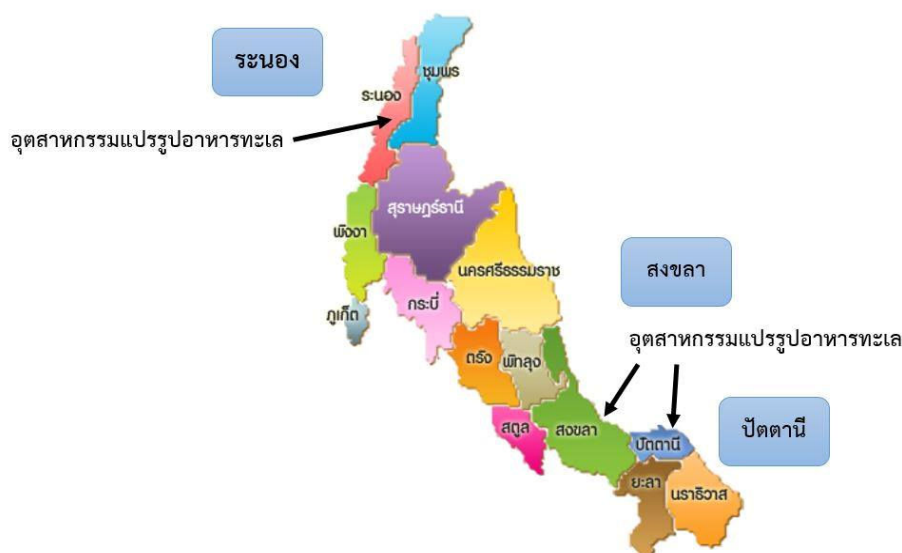 ระนอง
ชุมพร
ระนอง
อุตสาหกรรมแปรรูปอาหารทะเล
สุราษฎร์ธานี
พังงา
นครศรีธรรมราช
สงขลา
กระบี่
ภูเก็ต
อุตสาหกรรมแปรรูปอาหารทะเล
ตรัง
พัทลุง
ปัตตานี
สตูล
สงขลา
ปัตตานี
ยะลา
นราธิวาส